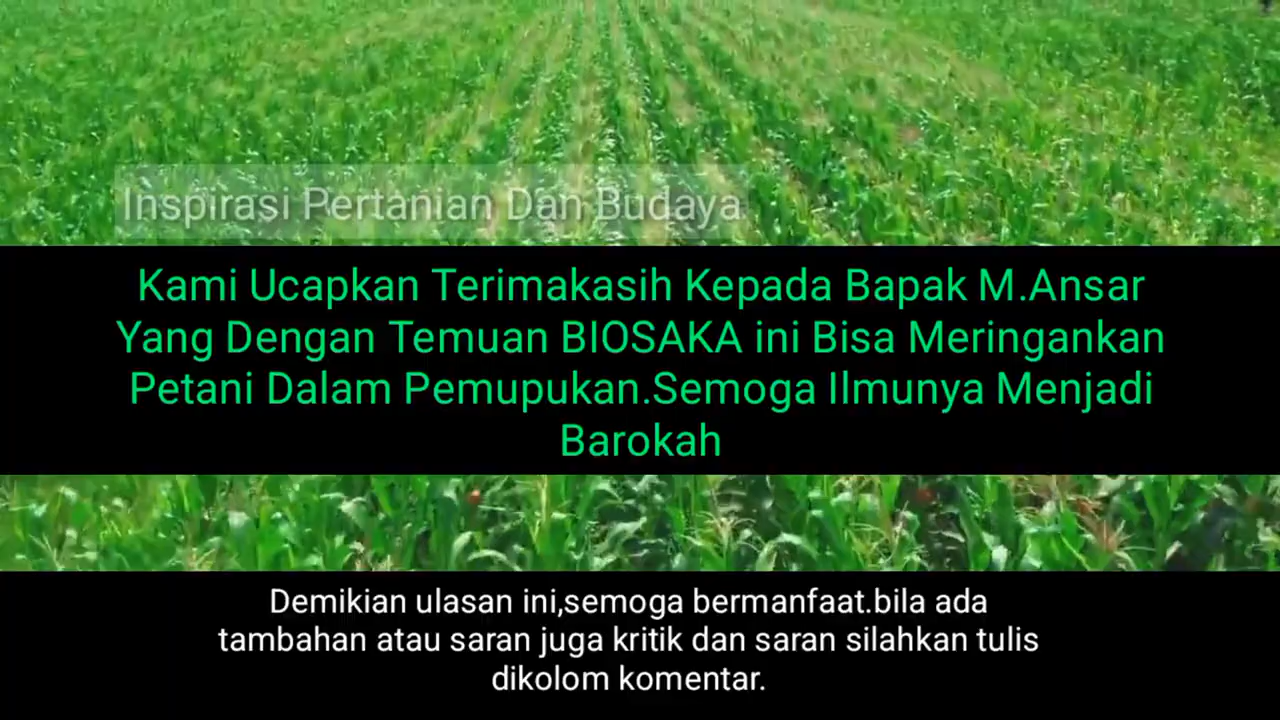 Inspirasi Pertanian Dan Budaya
Kami Ucapkan Terimakasih Kepada Bapak M.Ansar
Yang Dengan Temuan BIOSAKA ini Bisa Meringankan
Petani Dalam Pemupukan.Semoga Ilmunya Menjadi
Barokah
Demikian ulasan ini,semoga bermanfaat.bila ada
tambahan atau saran juga kritik dan saran silahkan tulis
dikolom komentar.